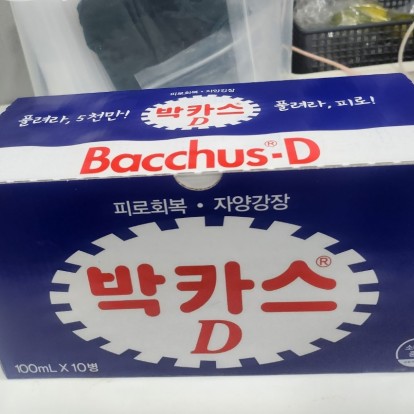 피로회복 · 자양강장
풀려라, 5천만!
박카스
D
풀려라, 피로!
Bacchus®-D
피로회복 · 자양강장
박카스®
D
100mL X 10병